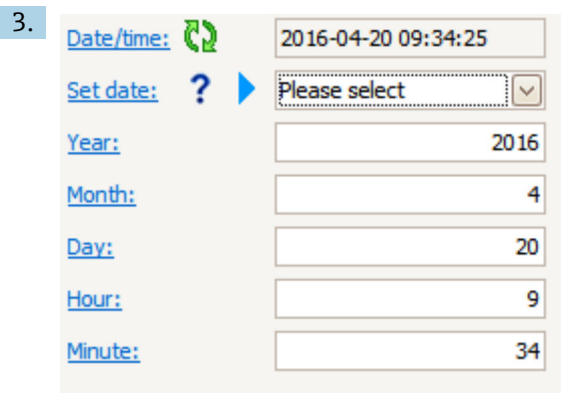 3.
Date/time: 2016-04-20 09:34:25
Set date: ? Please select
Year: 2016
Month: 4
Day: 20
Hour: 9
Minute: 34